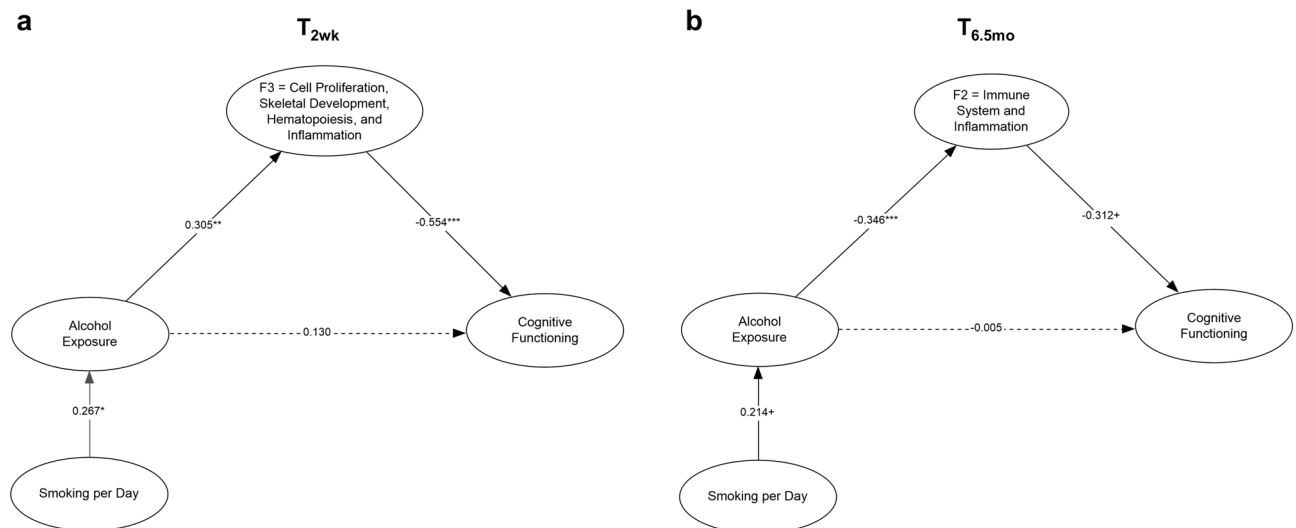 a
T2wk
F3 = Cell Proliferation,
Skeletal Development,
Hematopoiesis, and
Inflammation
0.305**
-0.554***
Alcohol
Exposure
0.130
Cognitive
Functioning
0.267*
Smoking per Day
b
T6.5mo
F2 = Immune
System and
Inflammation
-0.346***
-0.312+
Alcohol
Exposure
-0.005
Cognitive
Functioning
0.214+
Smoking per Day